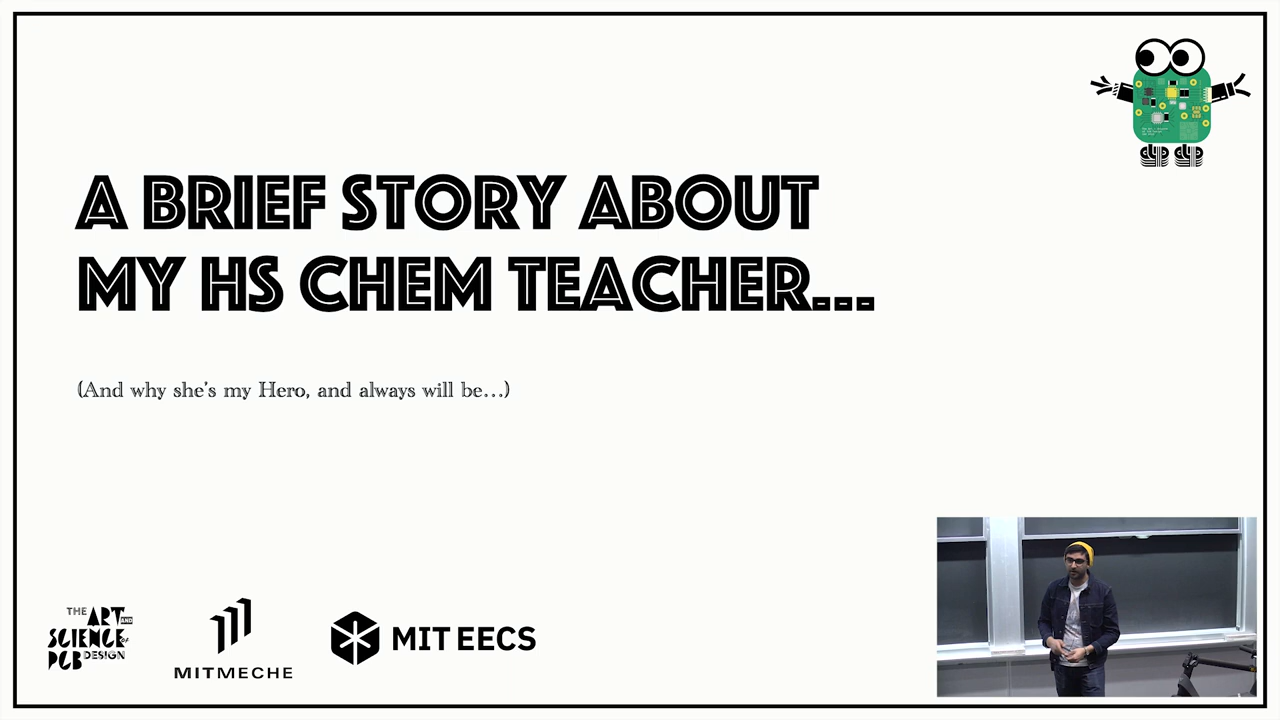 A BRIEF STORY ABOUT
MY HS CHEM TEACHER...
(And why she's my Hero, and always will be...)
THE ART AND
SCIENCE of
PCB DESIGN
MITMECHE
MIT EECS